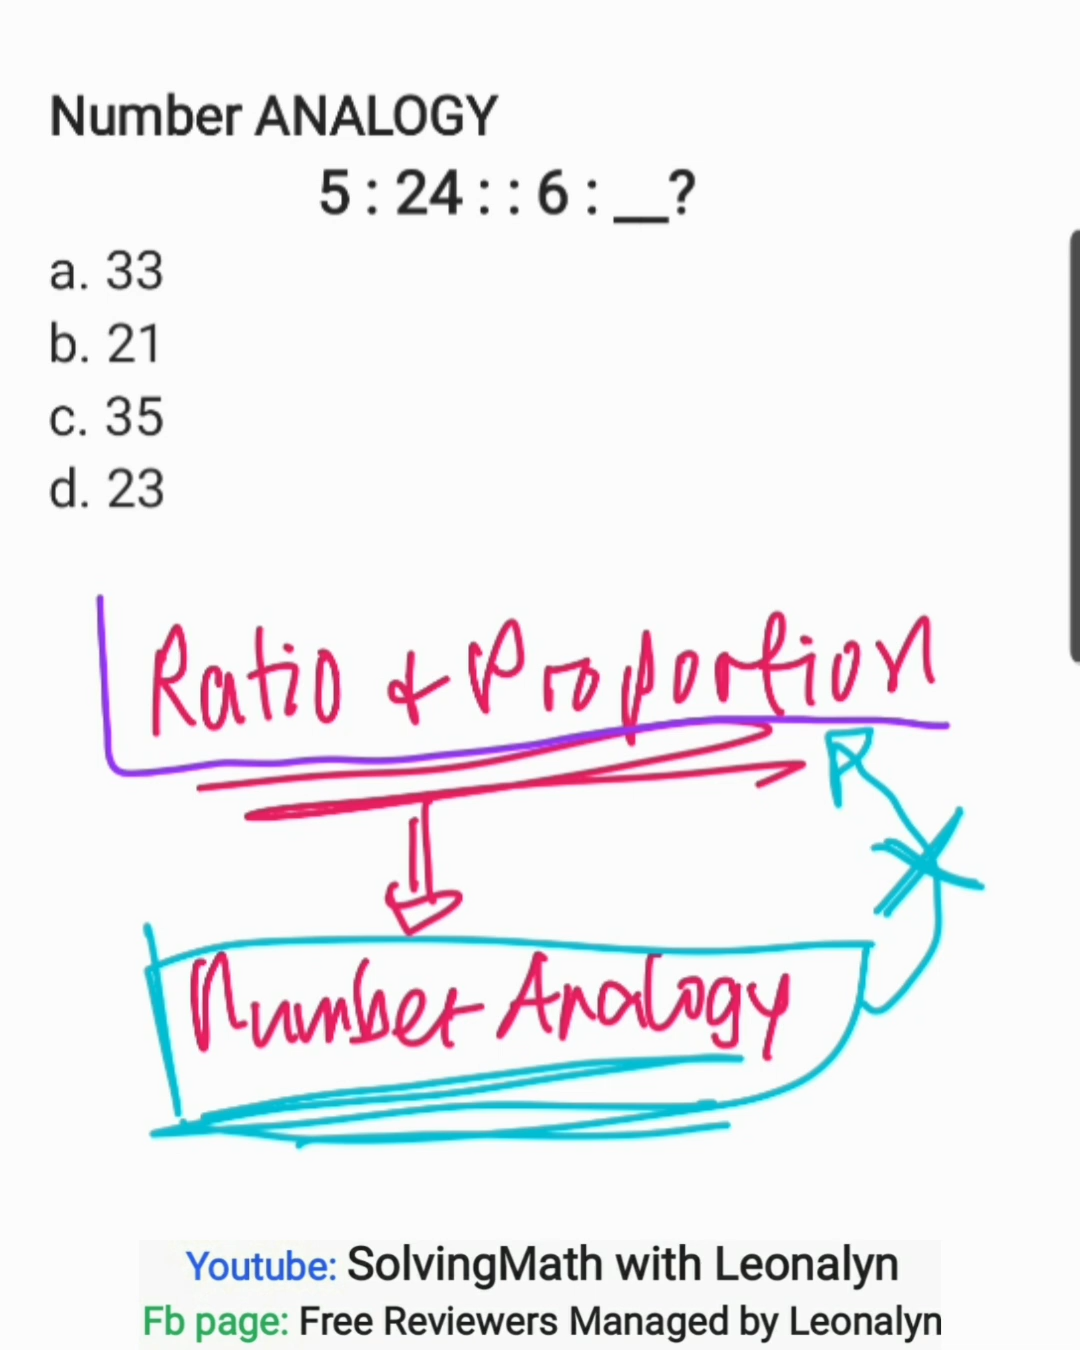 Number ANALOGY
5 : 24 : : 6 : __?
a. 33
b. 21
c. 35
d. 23
Ratio & Proportion
Number Analogy
Youtube: SolvingMath with Leonalyn
Fb page: Free Reviewers Managed by Leonalyn